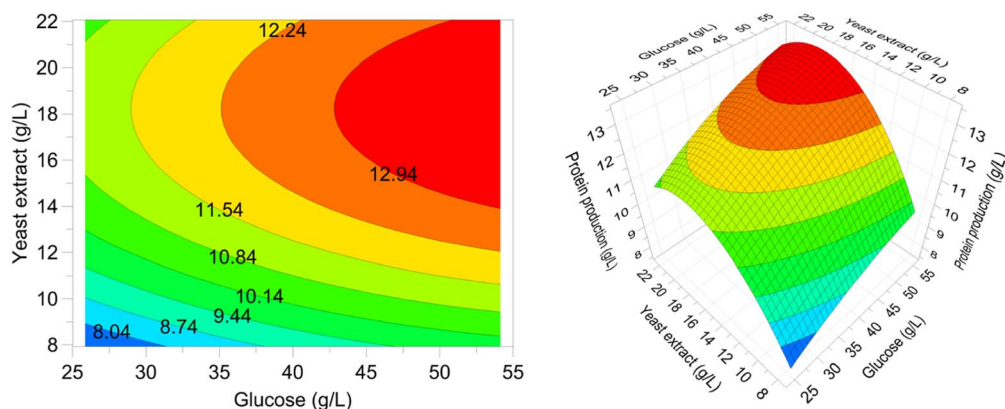 22
20
18
16
14
12
10
8
Yeast extract (g/L)
12.24
12.94
11.54
10.84
10.14
9.44
8.74
8.04
25 30 35 40 45 50 55
Glucose (g/L)
Glucose (g/L)
25 30 35 40 45 50 55
Yeast extract (g/L)
22 20 18 16 14 12 10 8
Protein production (g/L)
13
12
11
10
9
8
Protein production (g/L)
13
12
11
10
9
8
Yeast extract (g/L)
22 20 18 16 14 12 10 8
Glucose (g/L)
25 30 35 40 45 50 55